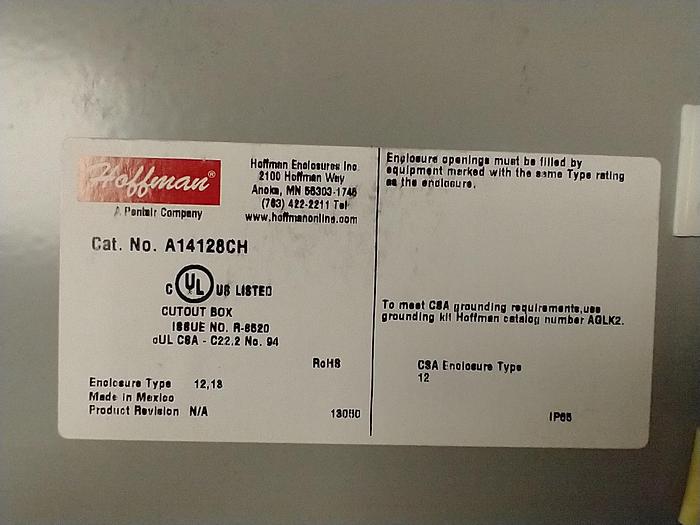 Hoffman®
A Pentair Company
Hoffman Enclosures Inc.
2100 Hoffman Way
Anoka, MN 55303-1745
(763) 422-2211 Tel
www.hoffmanonline.com
Cat. No. A14128CH
C UL US LISTED
CUTOUT BOX
ISSUE NO. R-8520
cUL CSA - C22.2 No. 94
RoHS
Enclosure Type 12,13
Made in Mexico
Product Revision N/A
Enclosure openings must be filled by
equipment marked with the same Type rating
as the enclosure.
To meet CSA grounding requirements,use
grounding kit Hoffman catalog number AGLK2.
CSA Enclosure Type
12
IP65